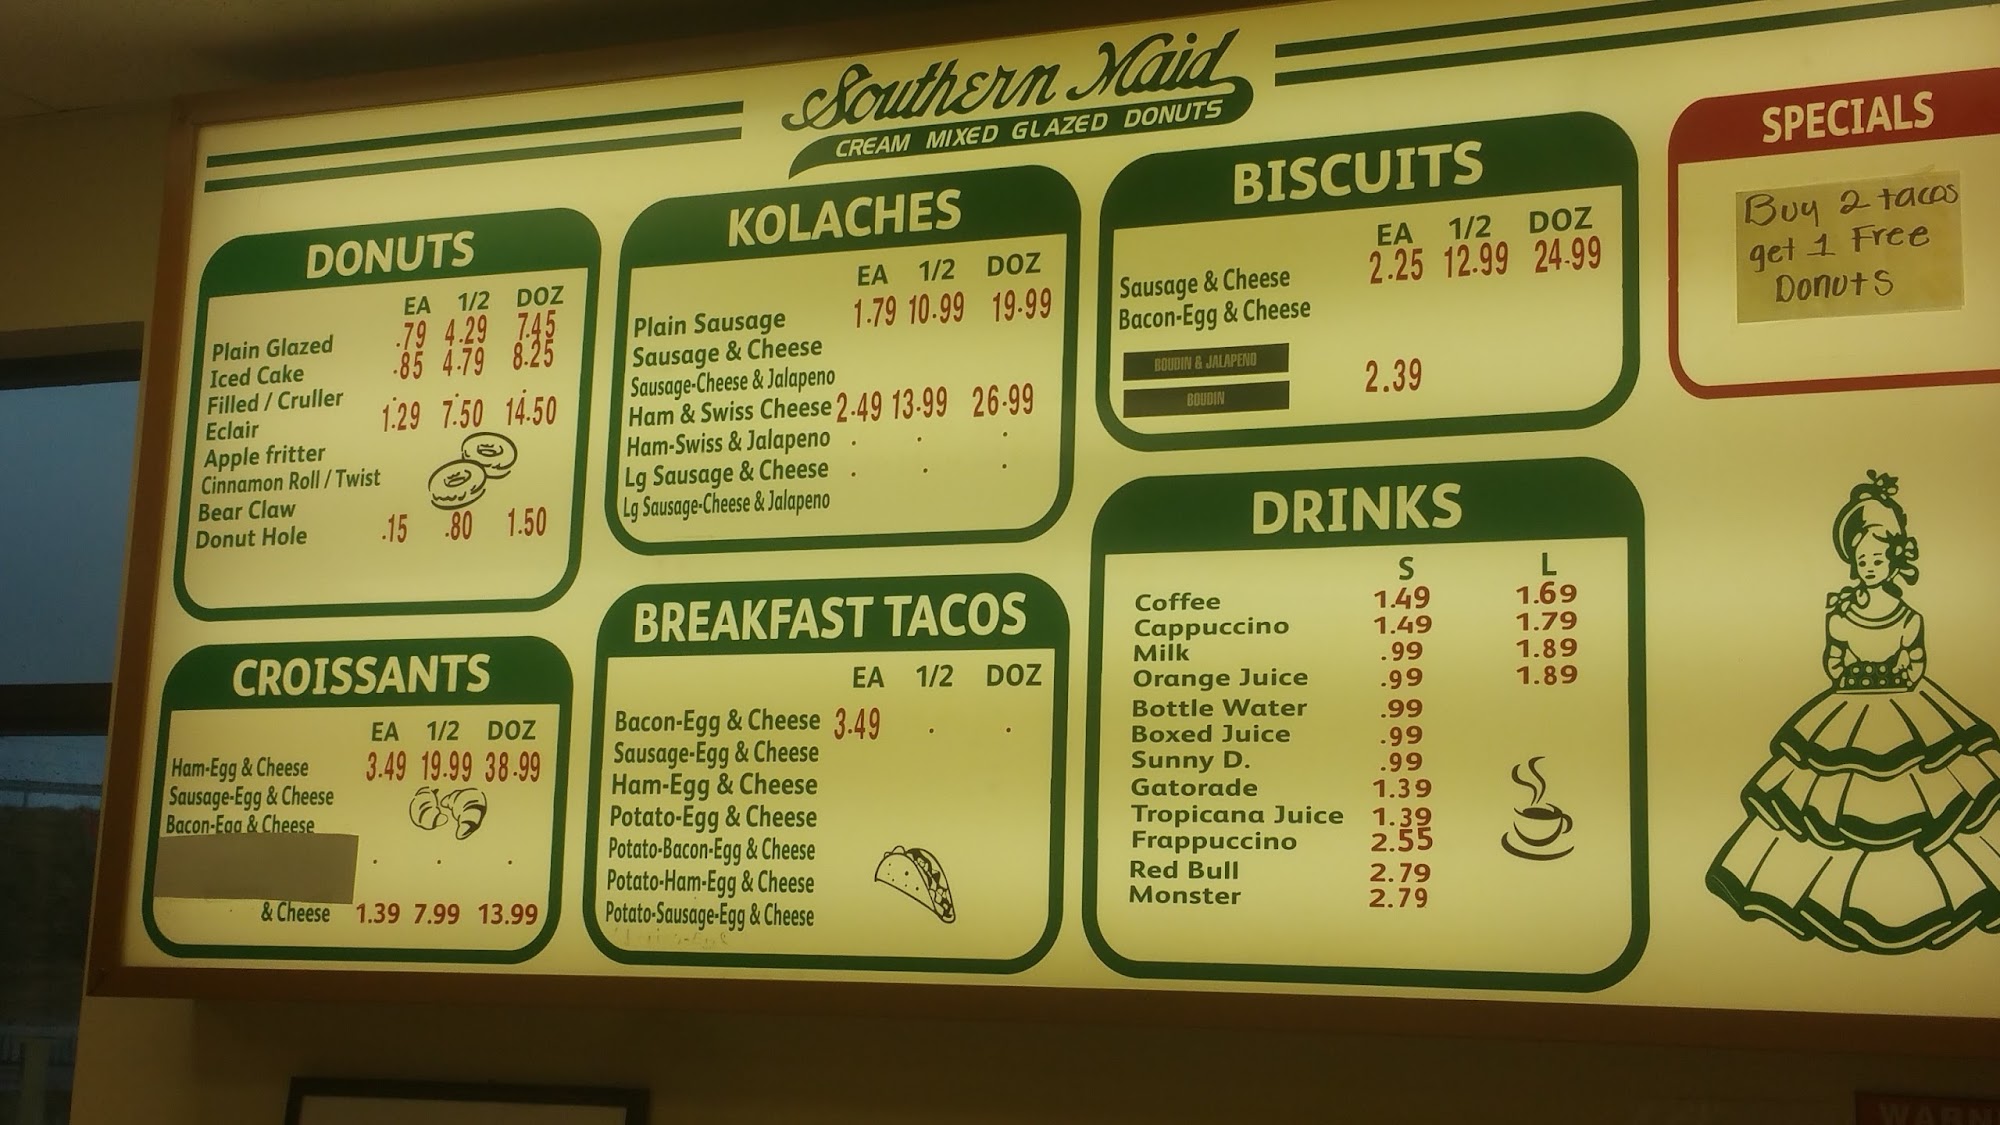 Southern Maid
CREAM MIXED GLAZED DONUTS
DONUTS
EA 1/2 DOZ
Plain Glazed .79 4.29 7.45
Iced Cake .85 4.79 8.25
Filled / Cruller
Eclair 1.29 7.50 14.50
Apple fritter
Cinnamon Roll / Twist
Bear Claw
Donut Hole .15 .80 1.50
CROISSANTS
EA 1/2 DOZ
Ham-Egg & Cheese 3.49 19.99 38.99
Sausage-Egg & Cheese
Bacon-Egg & Cheese
& Cheese 1.39 7.99 13.99
KOLACHES
EA 1/2 DOZ
Plain Sausage 1.79 10.99 19.99
Sausage & Cheese
Sausage-Cheese & Jalapeno
Ham & Swiss Cheese 2.49 13.99 26.99
Ham-Swiss & Jalapeno
Lg Sausage & Cheese
Lg Sausage-Cheese & Jalapeno
BREAKFAST TACOS
EA 1/2 DOZ
Bacon-Egg & Cheese 3.49
Sausage-Egg & Cheese
Ham-Egg & Cheese
Potato-Egg & Cheese
Potato-Bacon-Egg & Cheese
Potato-Ham-Egg & Cheese
Potato-Sausage-Egg & Cheese
BISCUITS
EA 1/2 DOZ
Sausage & Cheese 2.25 12.99 24.99
Bacon-Egg & Cheese
BOUDIN & JALAPENO
BOUDIN 2.39
DRINKS
S L
Coffee 1.49 1.69
Cappuccino 1.49 1.79
Milk .99 1.89
Orange Juice .99 1.89
Bottle Water .99
Boxed Juice .99
Sunny D. .99
Gatorade 1.39
Tropicana Juice 1.39
Frappuccino 2.55
Red Bull 2.79
Monster 2.79
SPECIALS
Buy 2 tacos
get 1 Free
Donuts